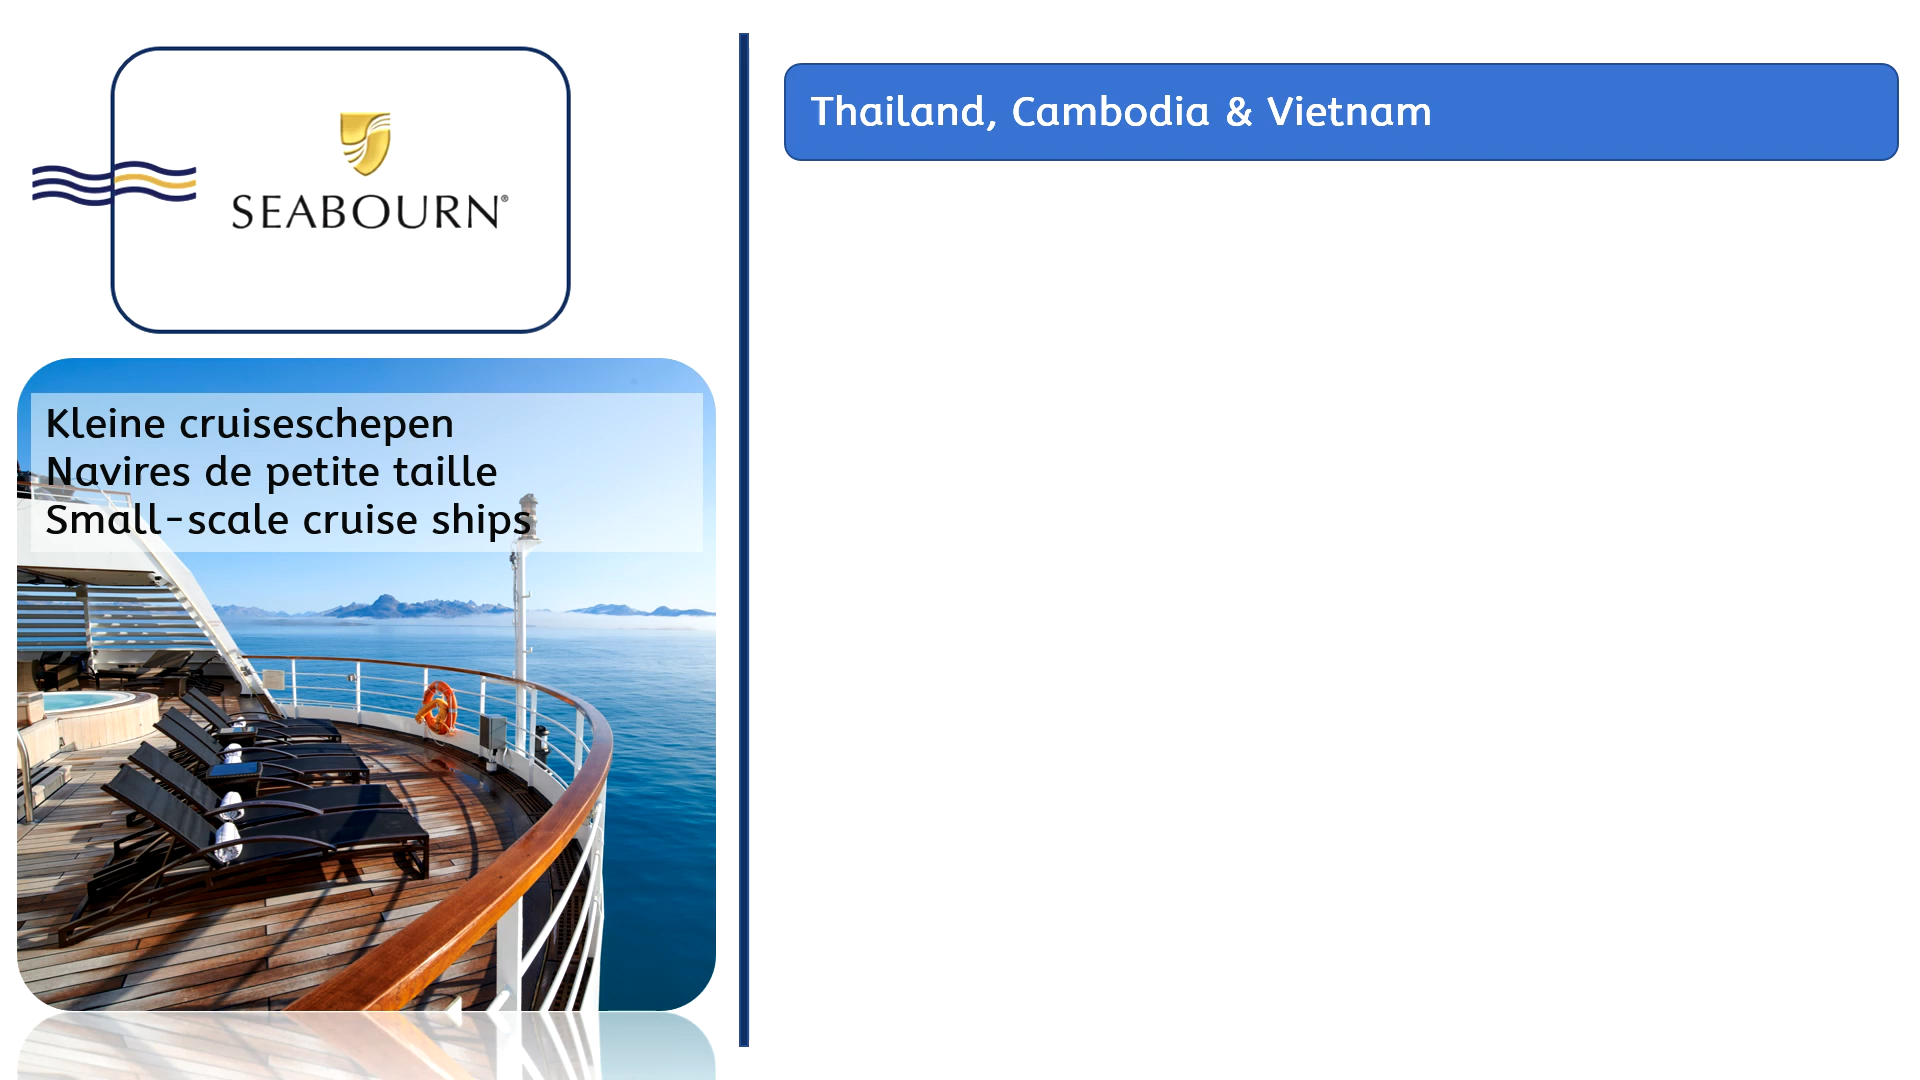 SEABOURN®
Kleine cruiseschepen
Navires de petite taille
Small-scale cruise ships
Thailand, Cambodia & Vietnam